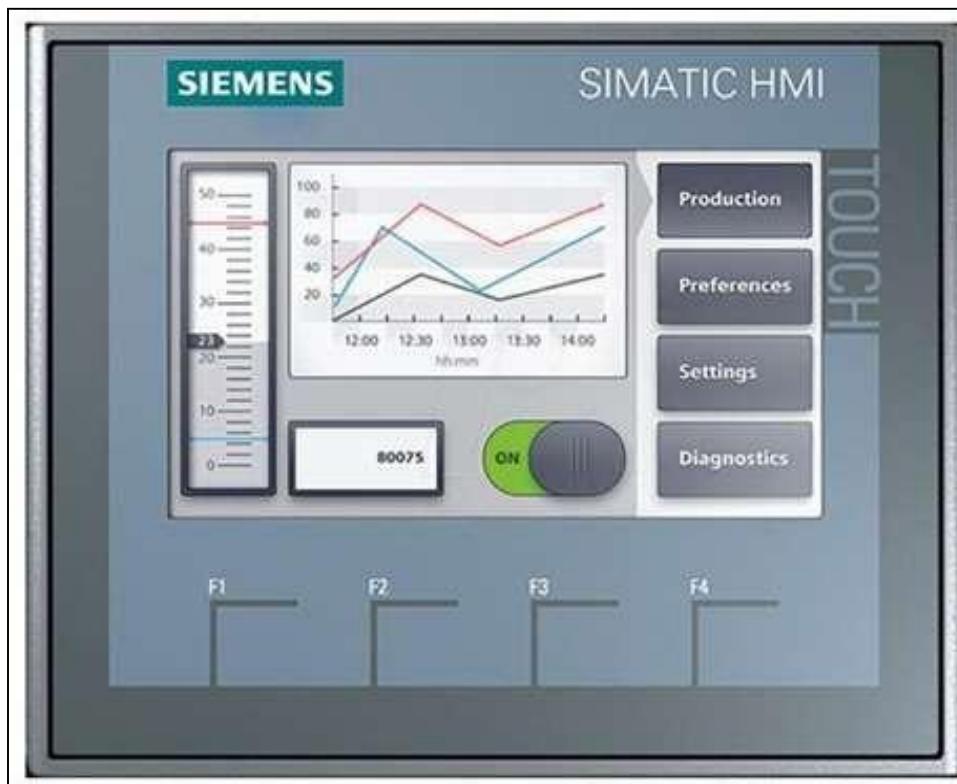 SIEMENS
SIMATIC HMI
TOUCH
50
40
30
23
20
10
0
100
80
60
40
20
12:00 12:30 13:00 13:30 14:00
hh:mm
80075
ON
Production
Preferences
Settings
Diagnostics
F1 F2 F3 F4